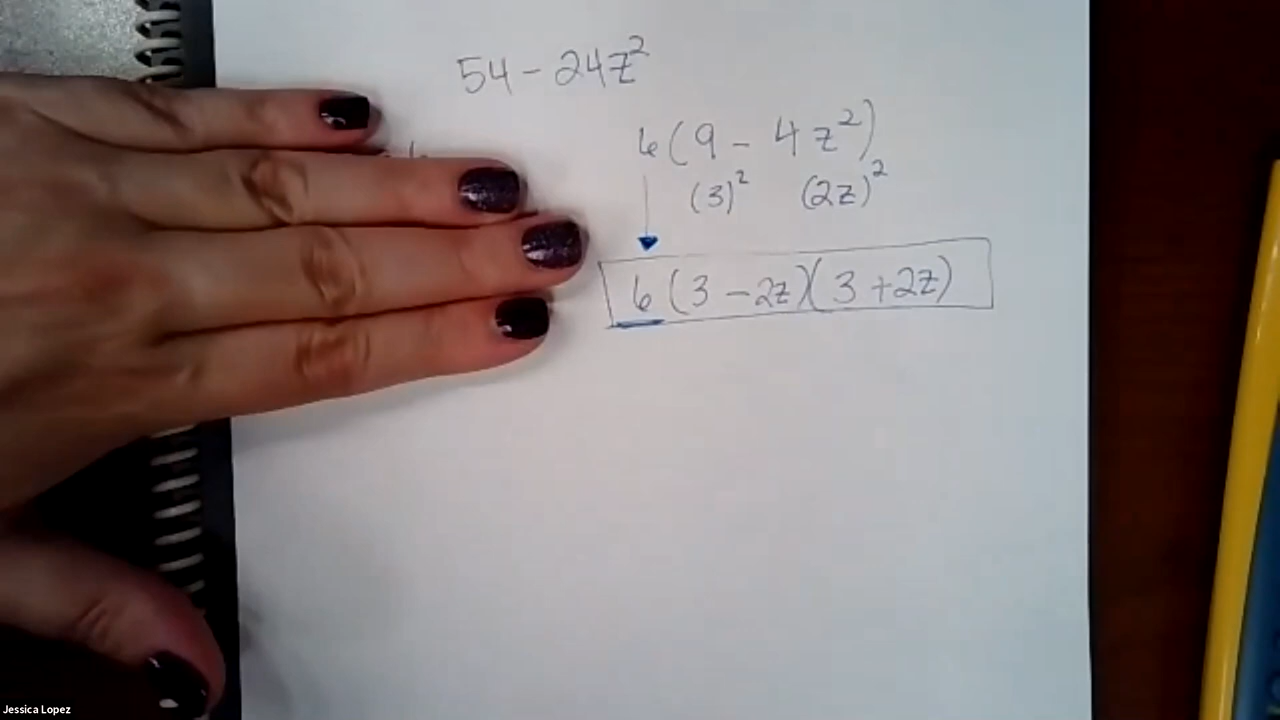 54 - 24z²
6(9 - 4z²)
(3)² (2z)²
6(3 - 2z)(3 + 2z)
Jessica Lopez